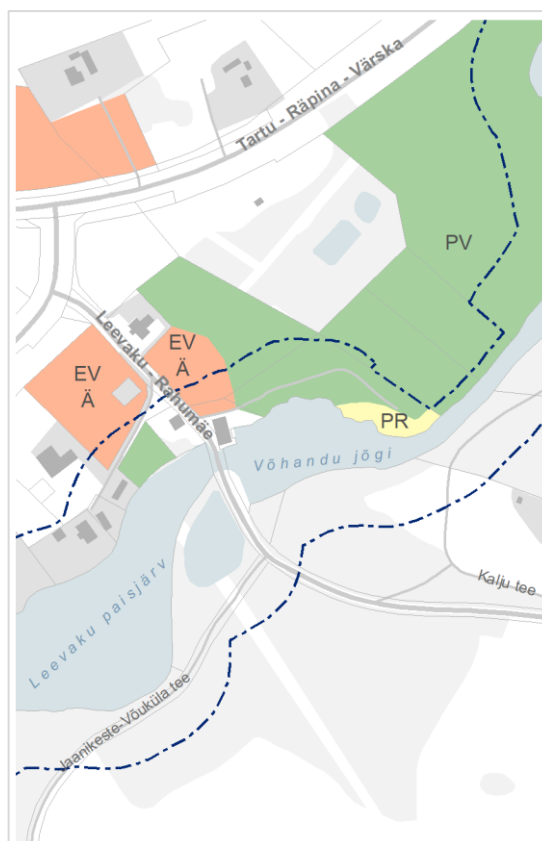 Tartu - Räpina - Värska
PV
Leevaku - Rahumäe
EV
Ä
EV
Ä
PR
Võhandu jõgi
Leevaku paisjärv
Kalju tee
Jaanikeste-Võuküla tee